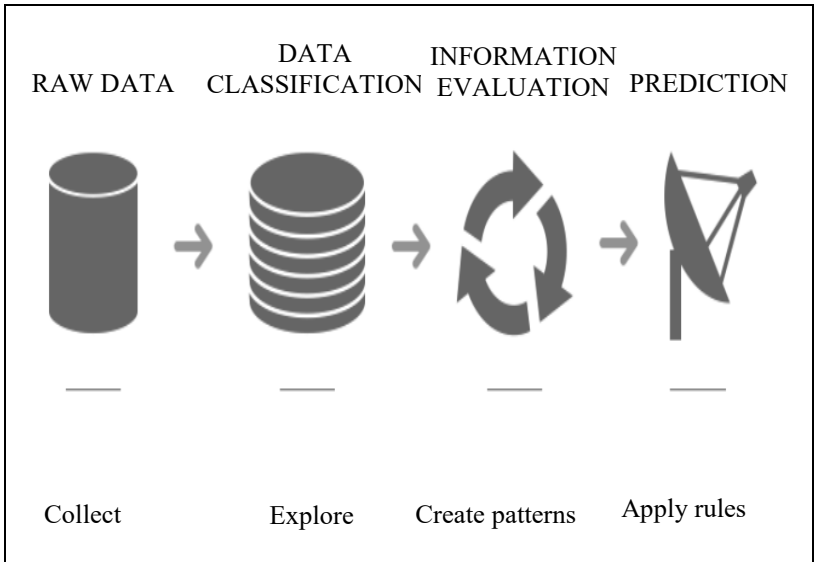 RAW DATA
DATA
CLASSIFICATION
INFORMATION
EVALUATION
PREDICTION
Collect
Explore
Create patterns
Apply rules